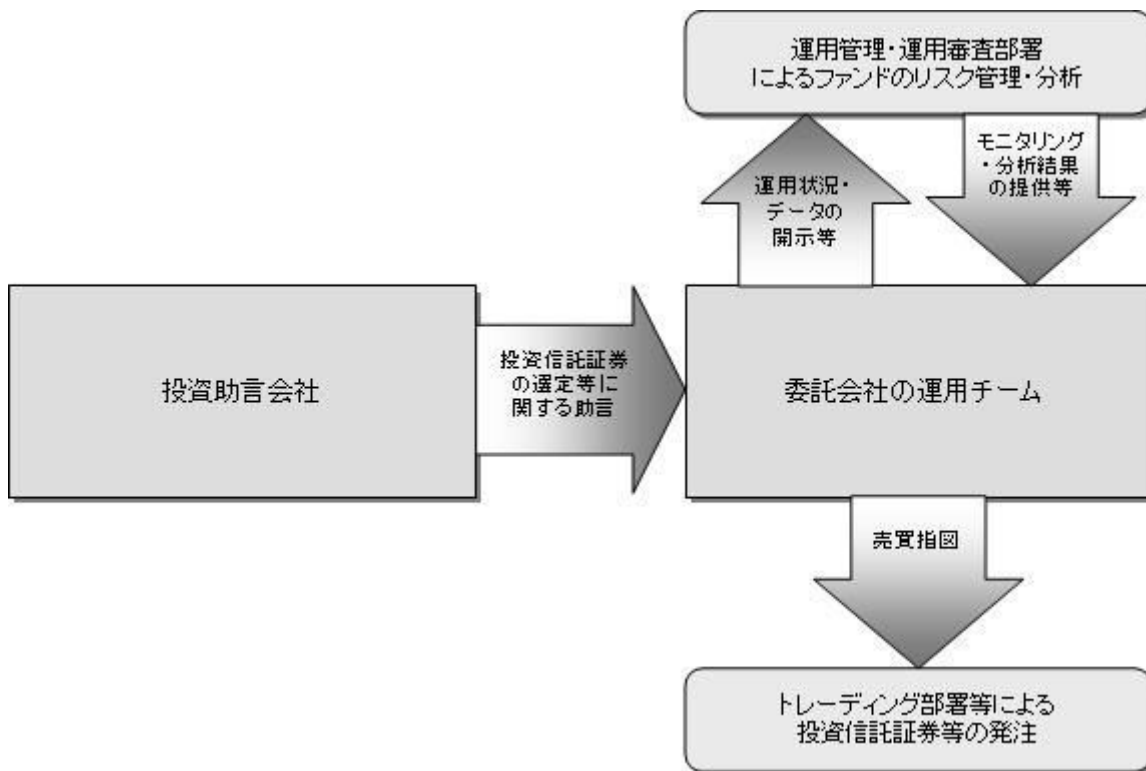 運用管理・運用審査部署
によるファンドのリスク管理・分析
運用状況・
データの
開示等
モニタリング
・分析結果
の提供等
投資助言会社
投資信託証券
の選定等に
関する助言
委託会社の運用チーム
売買指図
トレーディング部署等による
投資信託証券等の発注